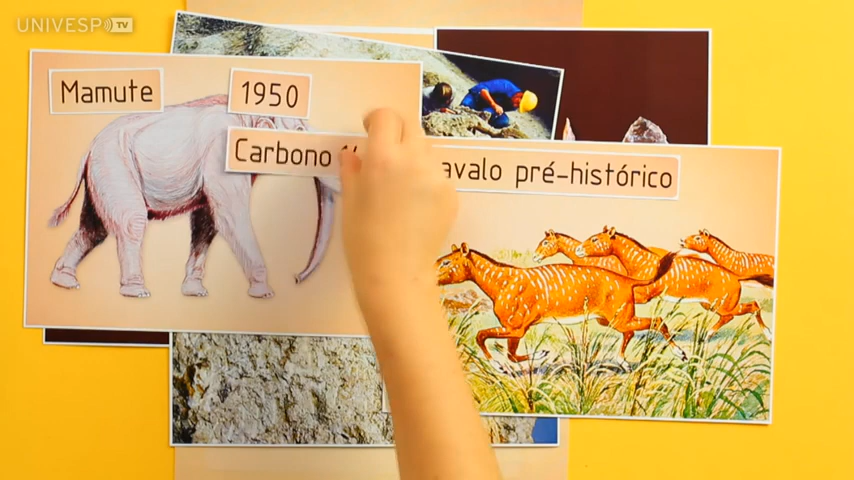 UNIVESP TV
Mamute
1950
Carbono
avalo pré-histórico